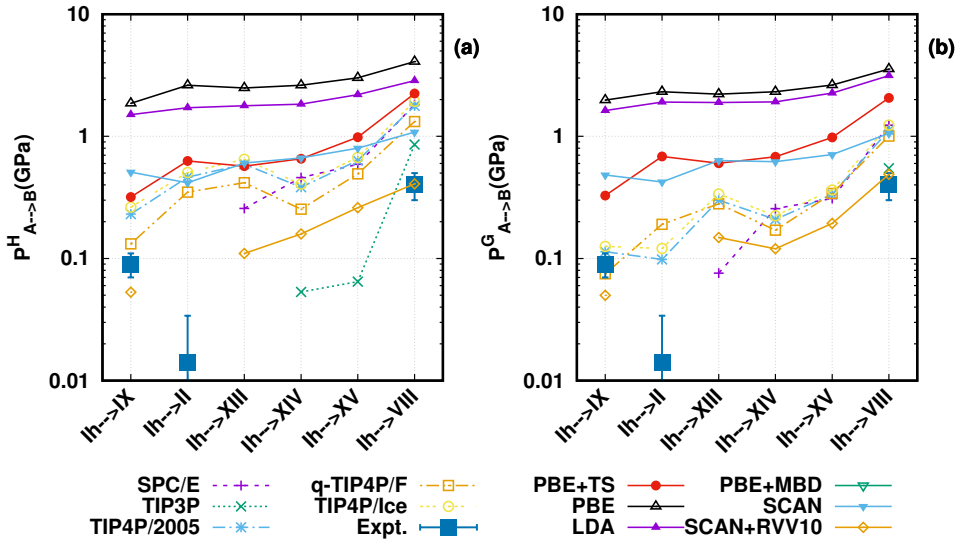 10
1
0.1
0.01
P^H_A-->B(GPa)
(a)
Ih-->IX
Ih-->II
Ih-->XIII
Ih-->XIV
Ih-->XV
Ih-->VIII
10
1
0.1
0.01
P^G_A-->B(GPa)
(b)
Ih-->IX
Ih-->II
Ih-->XIII
Ih-->XIV
Ih-->XV
Ih-->VIII
SPC/E
TIP3P
TIP4P/2005
q-TIP4P/F
TIP4P/Ice
Expt.
PBE+TS
PBE
LDA
PBE+MBD
SCAN
SCAN+RVV10